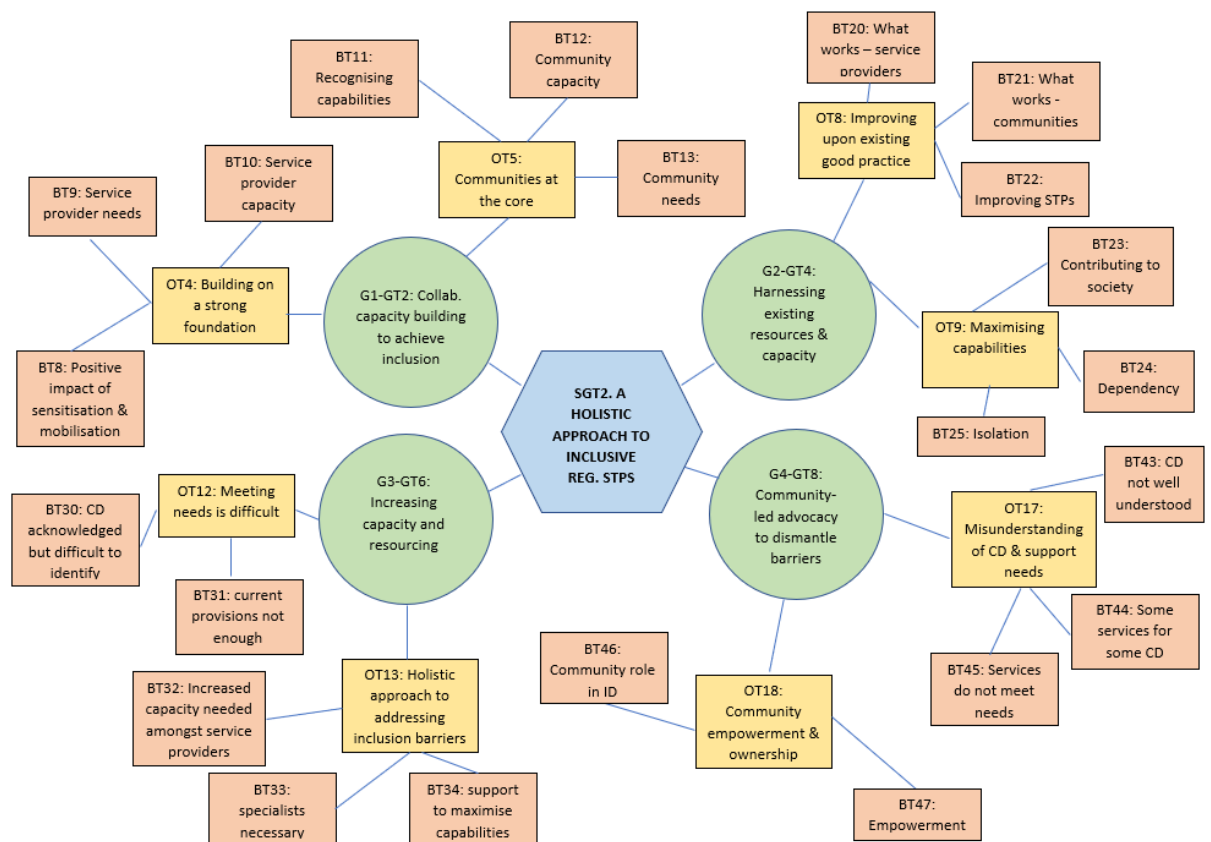 BT11:
Recognising
capabilities
BT12:
Community
capacity
BT20: What
works – service
providers
BT21: What
works -
communities
OT8: Improving
upon existing
good practice
BT10: Service
provider
capacity
OT5:
Communities at
the core
BT13:
Community
needs
BT22:
Improving STPs
BT9: Service
provider needs
BT23:
Contributing to
society
OT4: Building on
a strong
foundation
G1-GT2: Collab.
capacity building
to achieve
inclusion
G2-GT4:
Harnessing
existing
resources &
capacity
OT9: Maximising
capabilities
BT8: Positive
impact of
sensitisation &
mobilisation
BT24:
Dependency
SGT2. A
HOLISTIC
APPROACH TO
INCLUSIVE
REG. STPS
BT25: Isolation
G3-GT6:
Increasing
capacity and
resourcing
G4-GT8:
Community-
led advocacy
to dismantle
barriers
BT43: CD
not well
understood
OT12: Meeting
needs is difficult
BT30: CD
acknowledged
but difficult to
identify
OT17:
Misunderstanding
of CD & support
needs
BT31: current
provisions not
enough
BT44: Some
services for
some CD
BT46:
Community role
in ID
BT45: Services
do not meet
needs
OT13: Holistic
approach to
addressing
inclusion barriers
BT32: Increased
capacity needed
amongst service
providers
OT18:
Community
empowerment &
ownership
BT33:
specialists
necessary
BT34: support
to maximise
capabilities
BT47:
Empowerment